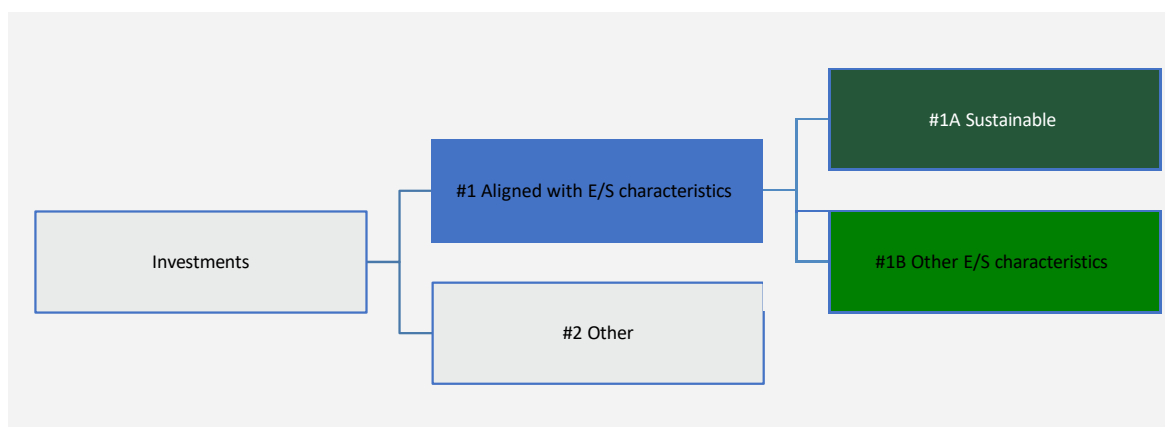 Investments
#1 Aligned with E/S characteristics
#2 Other
#1A Sustainable
#1B Other E/S characteristics